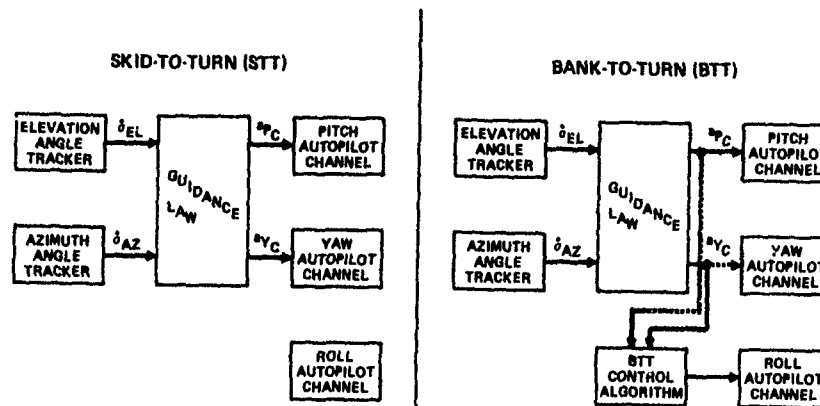 SKID-TO-TURN (STT)
ELEVATION
ANGLE
TRACKER
σ̇EL
GUIDANCE
LAW
aPC
PITCH
AUTOPILOT
CHANNEL
AZIMUTH
ANGLE
TRACKER
σ̇AZ
aYC
YAW
AUTOPILOT
CHANNEL
ROLL
AUTOPILOT
CHANNEL
BANK-TO-TURN (BTT)
ELEVATION
ANGLE
TRACKER
σ̇EL
GUIDANCE
LAW
aPC
PITCH
AUTOPILOT
CHANNEL
AZIMUTH
ANGLE
TRACKER
σ̇AZ
aYC
YAW
AUTOPILOT
CHANNEL
BTT
CONTROL
ALGORITHM
ROLL
AUTOPILOT
CHANNEL